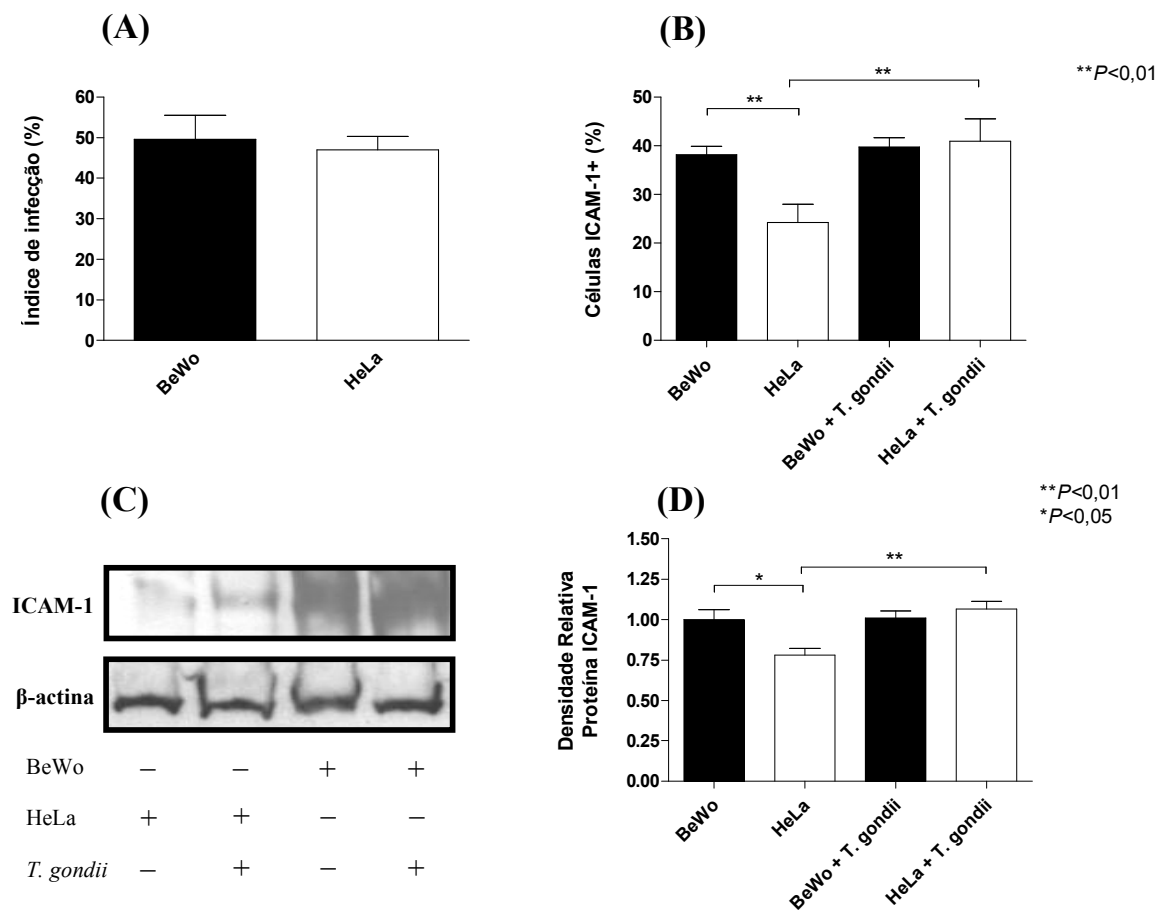 (A)
Índice de infecção (%)
60
50
40
30
20
10
0
BeWo
HeLa
(B)
**P<0,01
**
**
Células ICAM-1+ (%)
50
40
30
20
10
0
BeWo
HeLa
BeWo + T. gondii
HeLa + T. gondii
(C)
ICAM-1
β-actina
BeWo – – + +
HeLa + + – –
T. gondii – + – +
(D)
**P<0,01
*P<0,05
*
**
Densidade Relativa
Proteína ICAM-1
1.50
1.25
1.00
0.75
0.50
0.25
0.00
BeWo
HeLa
BeWo + T. gondii
HeLa + T. gondii